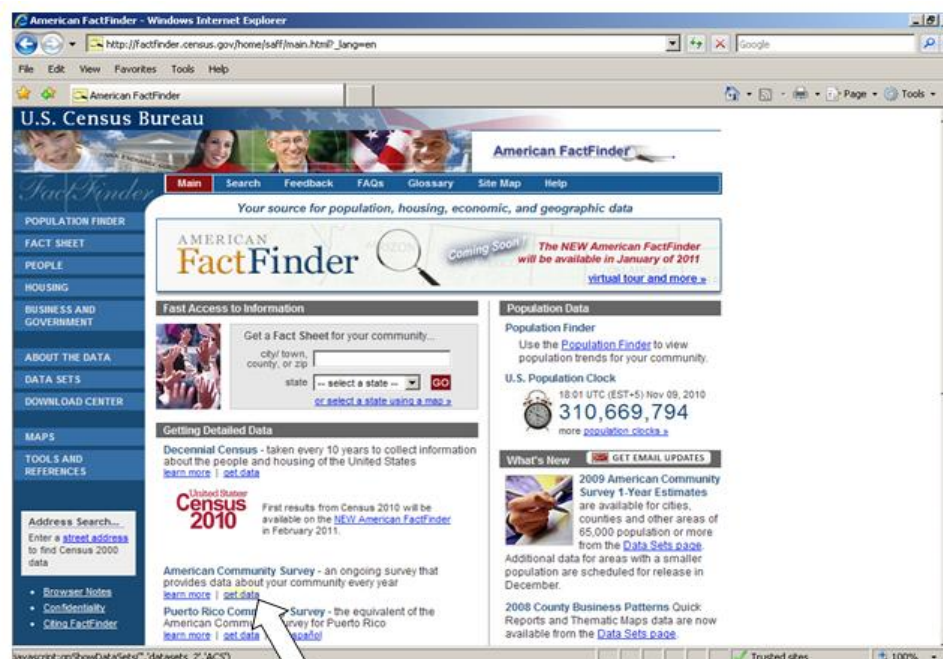 American FactFinder - Windows Internet Explorer
http://factfinder.census.gov/home/saff/main.html?_lang=en
Google
File Edit View Favorites Tools Help
American FactFinder
Page Tools
U.S. Census Bureau
American FactFinder
FactFinder
Main Search Feedback FAQs Glossary Site Map Help
Your source for population, housing, economic, and geographic data
POPULATION FINDER
FACT SHEET
PEOPLE
HOUSING
BUSINESS AND
GOVERNMENT
ABOUT THE DATA
DATA SETS
DOWNLOAD CENTER
MAPS
TOOLS AND
REFERENCES
Address Search...
Enter a street address
to find Census 2000
data
Browser Notes
Confidentiality
Citing FactFinder
AMERICAN
FactFinder
Coming Soon!
The NEW American FactFinder
will be available in January of 2011
virtual tour and more »
Fast Access to Information
Get a Fact Sheet for your community...
city/ town,
county, or zip
state -- select a state -- GO
or select a state using a map »
Getting Detailed Data
Decennial Census - taken every 10 years to collect information
about the people and housing of the United States
learn more | get data
United States
Census
2010
First results from Census 2010 will be
available on the NEW American FactFinder
in February 2011.
American Community Survey - an ongoing survey that
provides data about your community every year
learn more | get data
Puerto Rico Survey - the equivalent of the
American Survey for Puerto Rico
learn more | get data español
Population Data
Population Finder
Use the Population Finder to view
population trends for your community.
U.S. Population Clock
18:01 UTC (EST+5) Nov 09, 2010
310,669,794
more population clocks »
What's New GET EMAIL UPDATES
2009 American Community
Survey 1-Year Estimates
are available for cities,
counties and other areas of
65,000 population or more
from the Data Sets page.
Additional data for areas with a smaller
population are scheduled for release in
December.
2008 County Business Patterns Quick
Reports and Thematic Maps data are now
available from the Data Sets page.
Trusted sites 100%